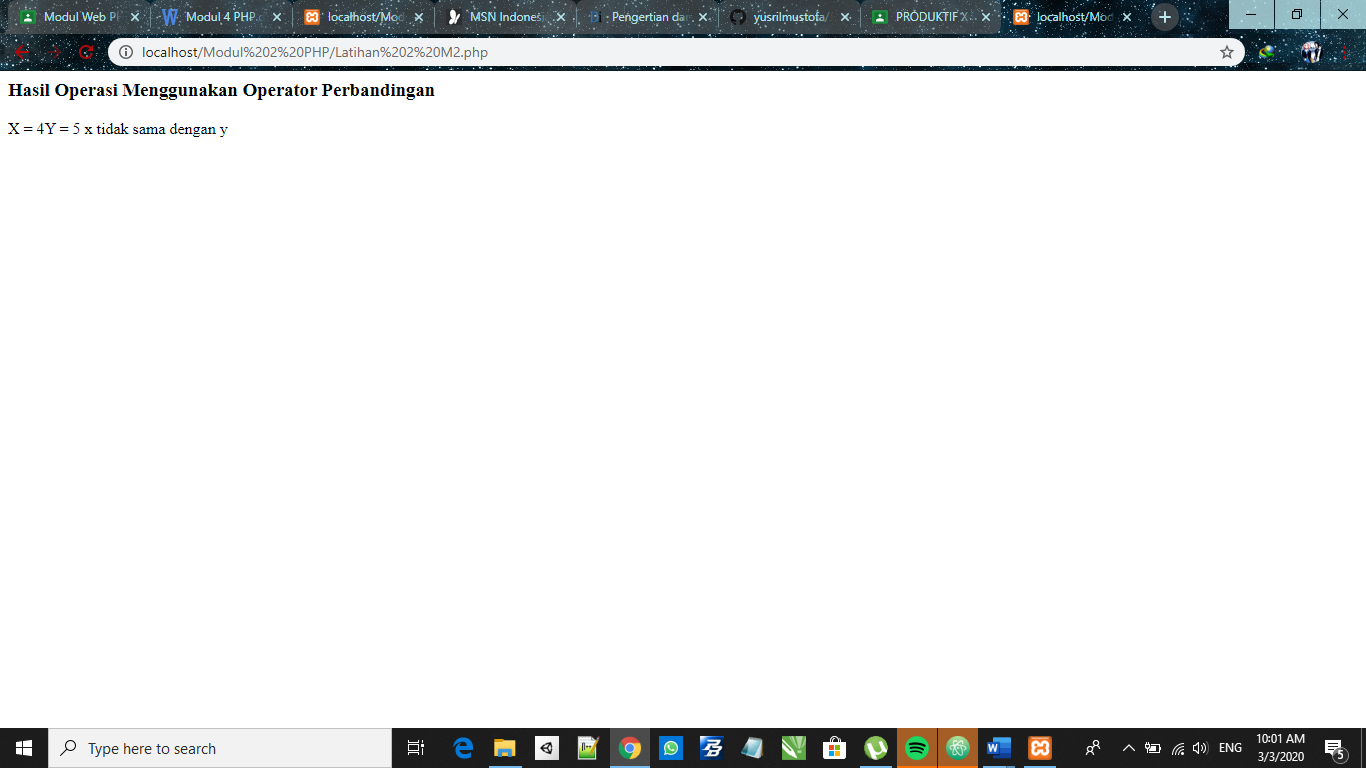 Modul Web P
Modul 4 PHP.
localhost/Mod
MSN Indones
Pengertian da
yusrilmustofa/
PRODUKTIF X
localhost/Mod
localhost/Modul%202%20PHP/Latihan%202%20M2.php
Hasil Operasi Menggunakan Operator Perbandingan
X = 4Y = 5 x tidak sama dengan y
Type here to search
ENG
10:01 AM
3/3/2020
5